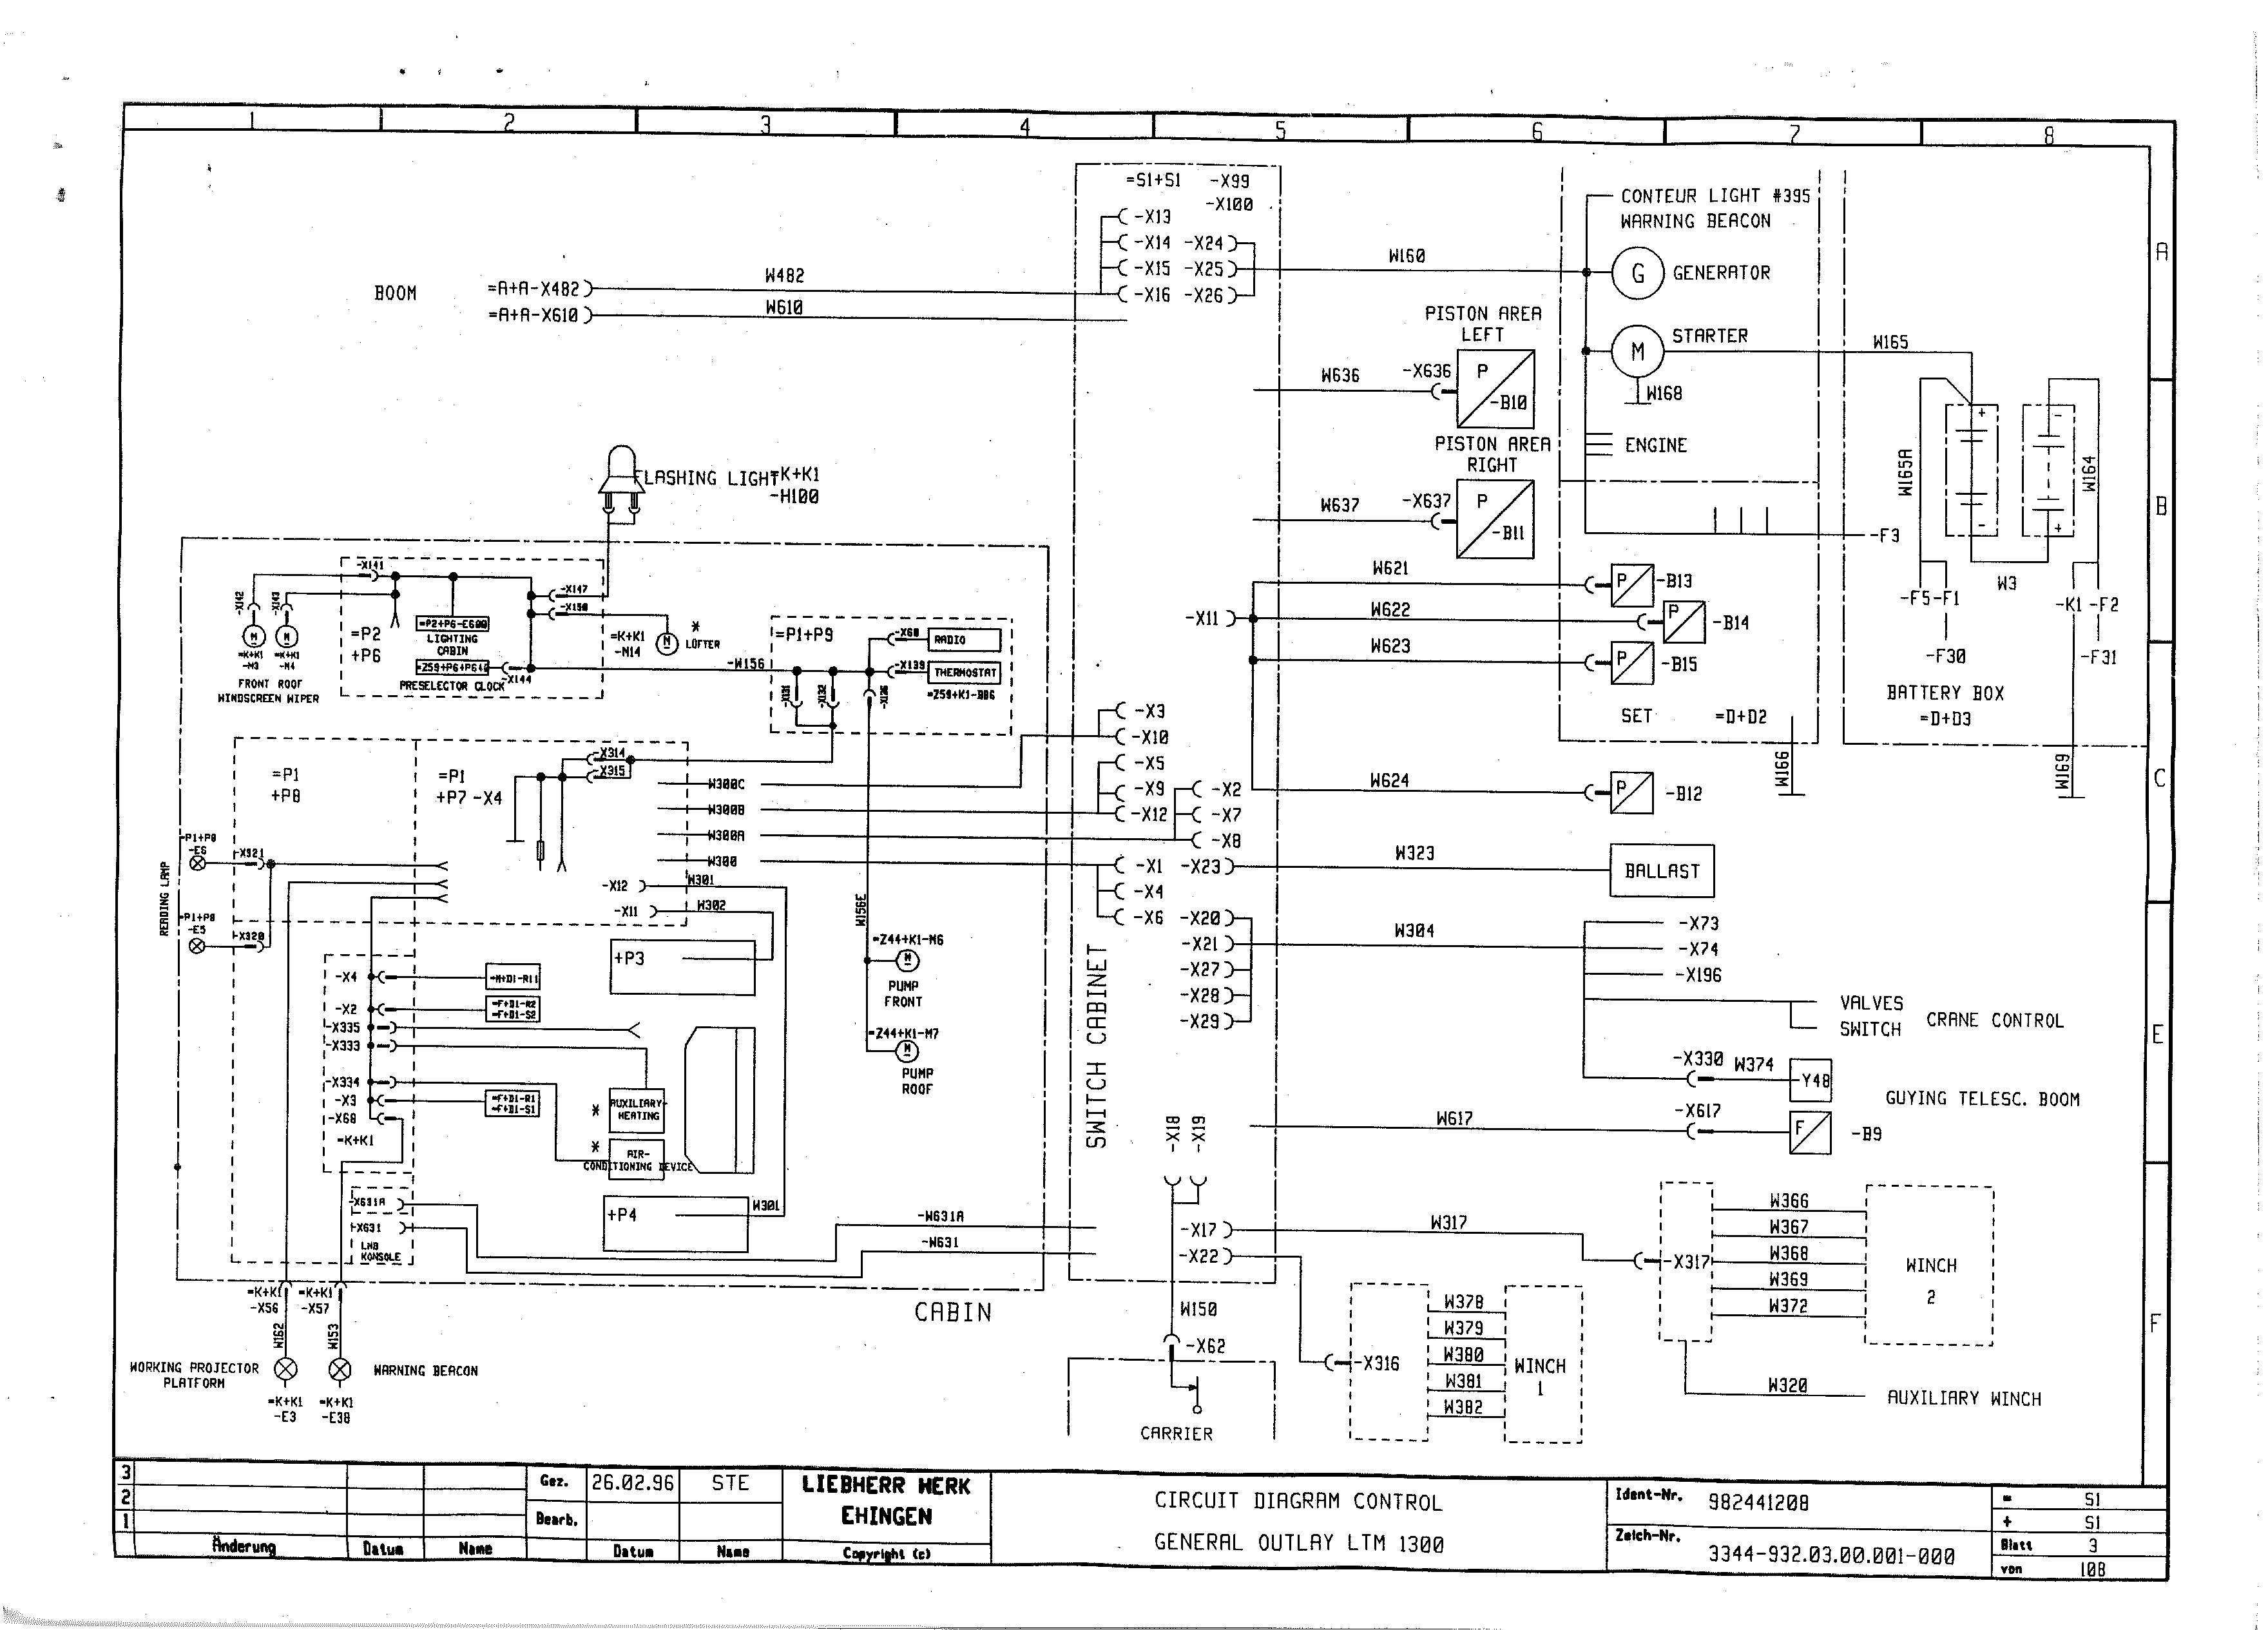 1 2 3 4 5 6 7 8
A
B
C
E
F
=S1+S1 -X99
-X100
-X13
-X14 -X24
-X15 -X25
-X16 -X26
BOOM
=A+A-X482
W482
=A+A-X610
W610
W160
CONTEUR LIGHT #395
WARNING BEACON
G GENERATOR
M STARTER
W168
ENGINE
W165
PISTON AREA
LEFT
W636 -X636
P
-B10
PISTON AREA
RIGHT
W637 -X637
P
-B11
-F3
W165A
+
-
-
+
W164
W3
-F5-F1
-K1 -F2
-F30
-F31
BATTERY BOX
=D+D3
W169
FLASHING LIGHT
=K+K1
-H100
-X141
-X142
-X143
M
M
=K+K1
-M3
=K+K1
-M4
FRONT ROOF
WINDSCREEN WIPER
=P2
+P6
=P2+P6-E600
LIGHTING
CABIN
PRESELECTOR CLOCK
-X144
-X147
-X150
=K+K1
-M14
M
*
LOFTER
-W156
=P1+P9
-X60
RADIO
-X139
THERMOSTAT
=Z59+K1-BB6
-X131
-X132
-X136
-X11
W621
P
-B13
W622
P
-B14
W623
P
-B15
SET =D+D2
W166
W624
P
-B12
=P1
+P8
=P1
+P7 -X4
-X314
-X315
W300C
W300B
W300A
W300
-X3
-X10
-X5
-X9
-X12
-X2
-X7
-X8
-X1 -X23
-X4
-X6 -X20
-X21
-X27
-X28
-X29
W323
BALLAST
W304
-X73
-X74
-X196
VALVES
SWITCH
CRANE CONTROL
-X330 W374
-Y48
GUYING TELESC. BOOM
W617
-X617
F
-B9
READING LAMP
=P1+P8
-E6
-X321
=P1+P8
-E5
-X320
-X12
W301
-X11
W302
+P3
W156E
=Z44+K1-M6
M
PUMP
FRONT
=Z44+K1-M7
M
PUMP
ROOF
-X4
=M+D1-R11
-X2
=F+D1-R2
=F+D1-S2
-X335
-X333
-X334
-X3
=F+D1-R1
=F+D1-S1
-X68
=K+K1
*
AUXILIARY-
HEATING
*
AIR-
CONDITIONING DEVICE
+P4
W301
-X631A
-X631
LMB
KONSOLE
-W631A
-W631
CABIN
SWITCH CABINET
-X18
-X19
-X17
-X22
W150
-X62
CARRIER
W317
-X317
W366
W367
W368
W369
W372
WINCH
2
W320
AUXILIARY WINCH
-X316
W378
W379
W380
W381
W382
WINCH
1
=K+K1
-X56
=K+K1
-X57
W162
W153
WORKING PROJECTOR
PLATFORM
WARNING BEACON
=K+K1
-E3
=K+K1
-E38
3
2
1
Änderung
Datum
Name
Gez. 26.02.96 STE
Bearb.
Datum
Name
LIEBHERR WERK
EHINGEN
Copyright (c)
CIRCUIT DIAGRAM CONTROL
GENERAL OUTLAY LTM 1300
Ident-Nr. 982441208
Zeich-Nr.
3344-932.03.00.001-000
= S1
+ S1
Blatt 3
von 108